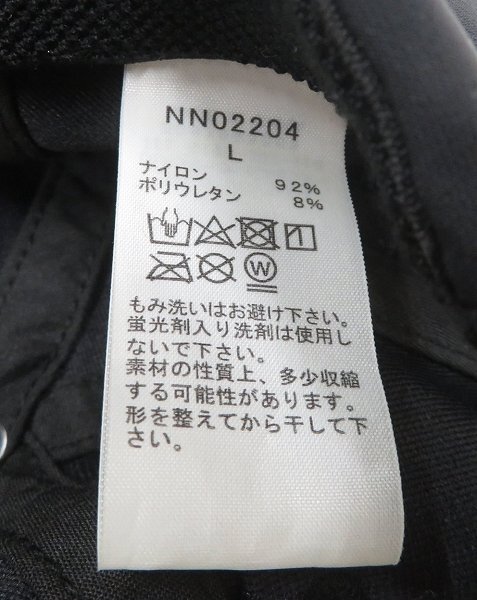 NN02204
L
ナイロン 92%
ポリウレタン 8%
W
もみ洗いはお避け下さい。
蛍光剤入り洗剤は使用し
ないで下さい。
素材の性質上、多少収縮
する可能性があります。
形を整えてから干して下
さい。